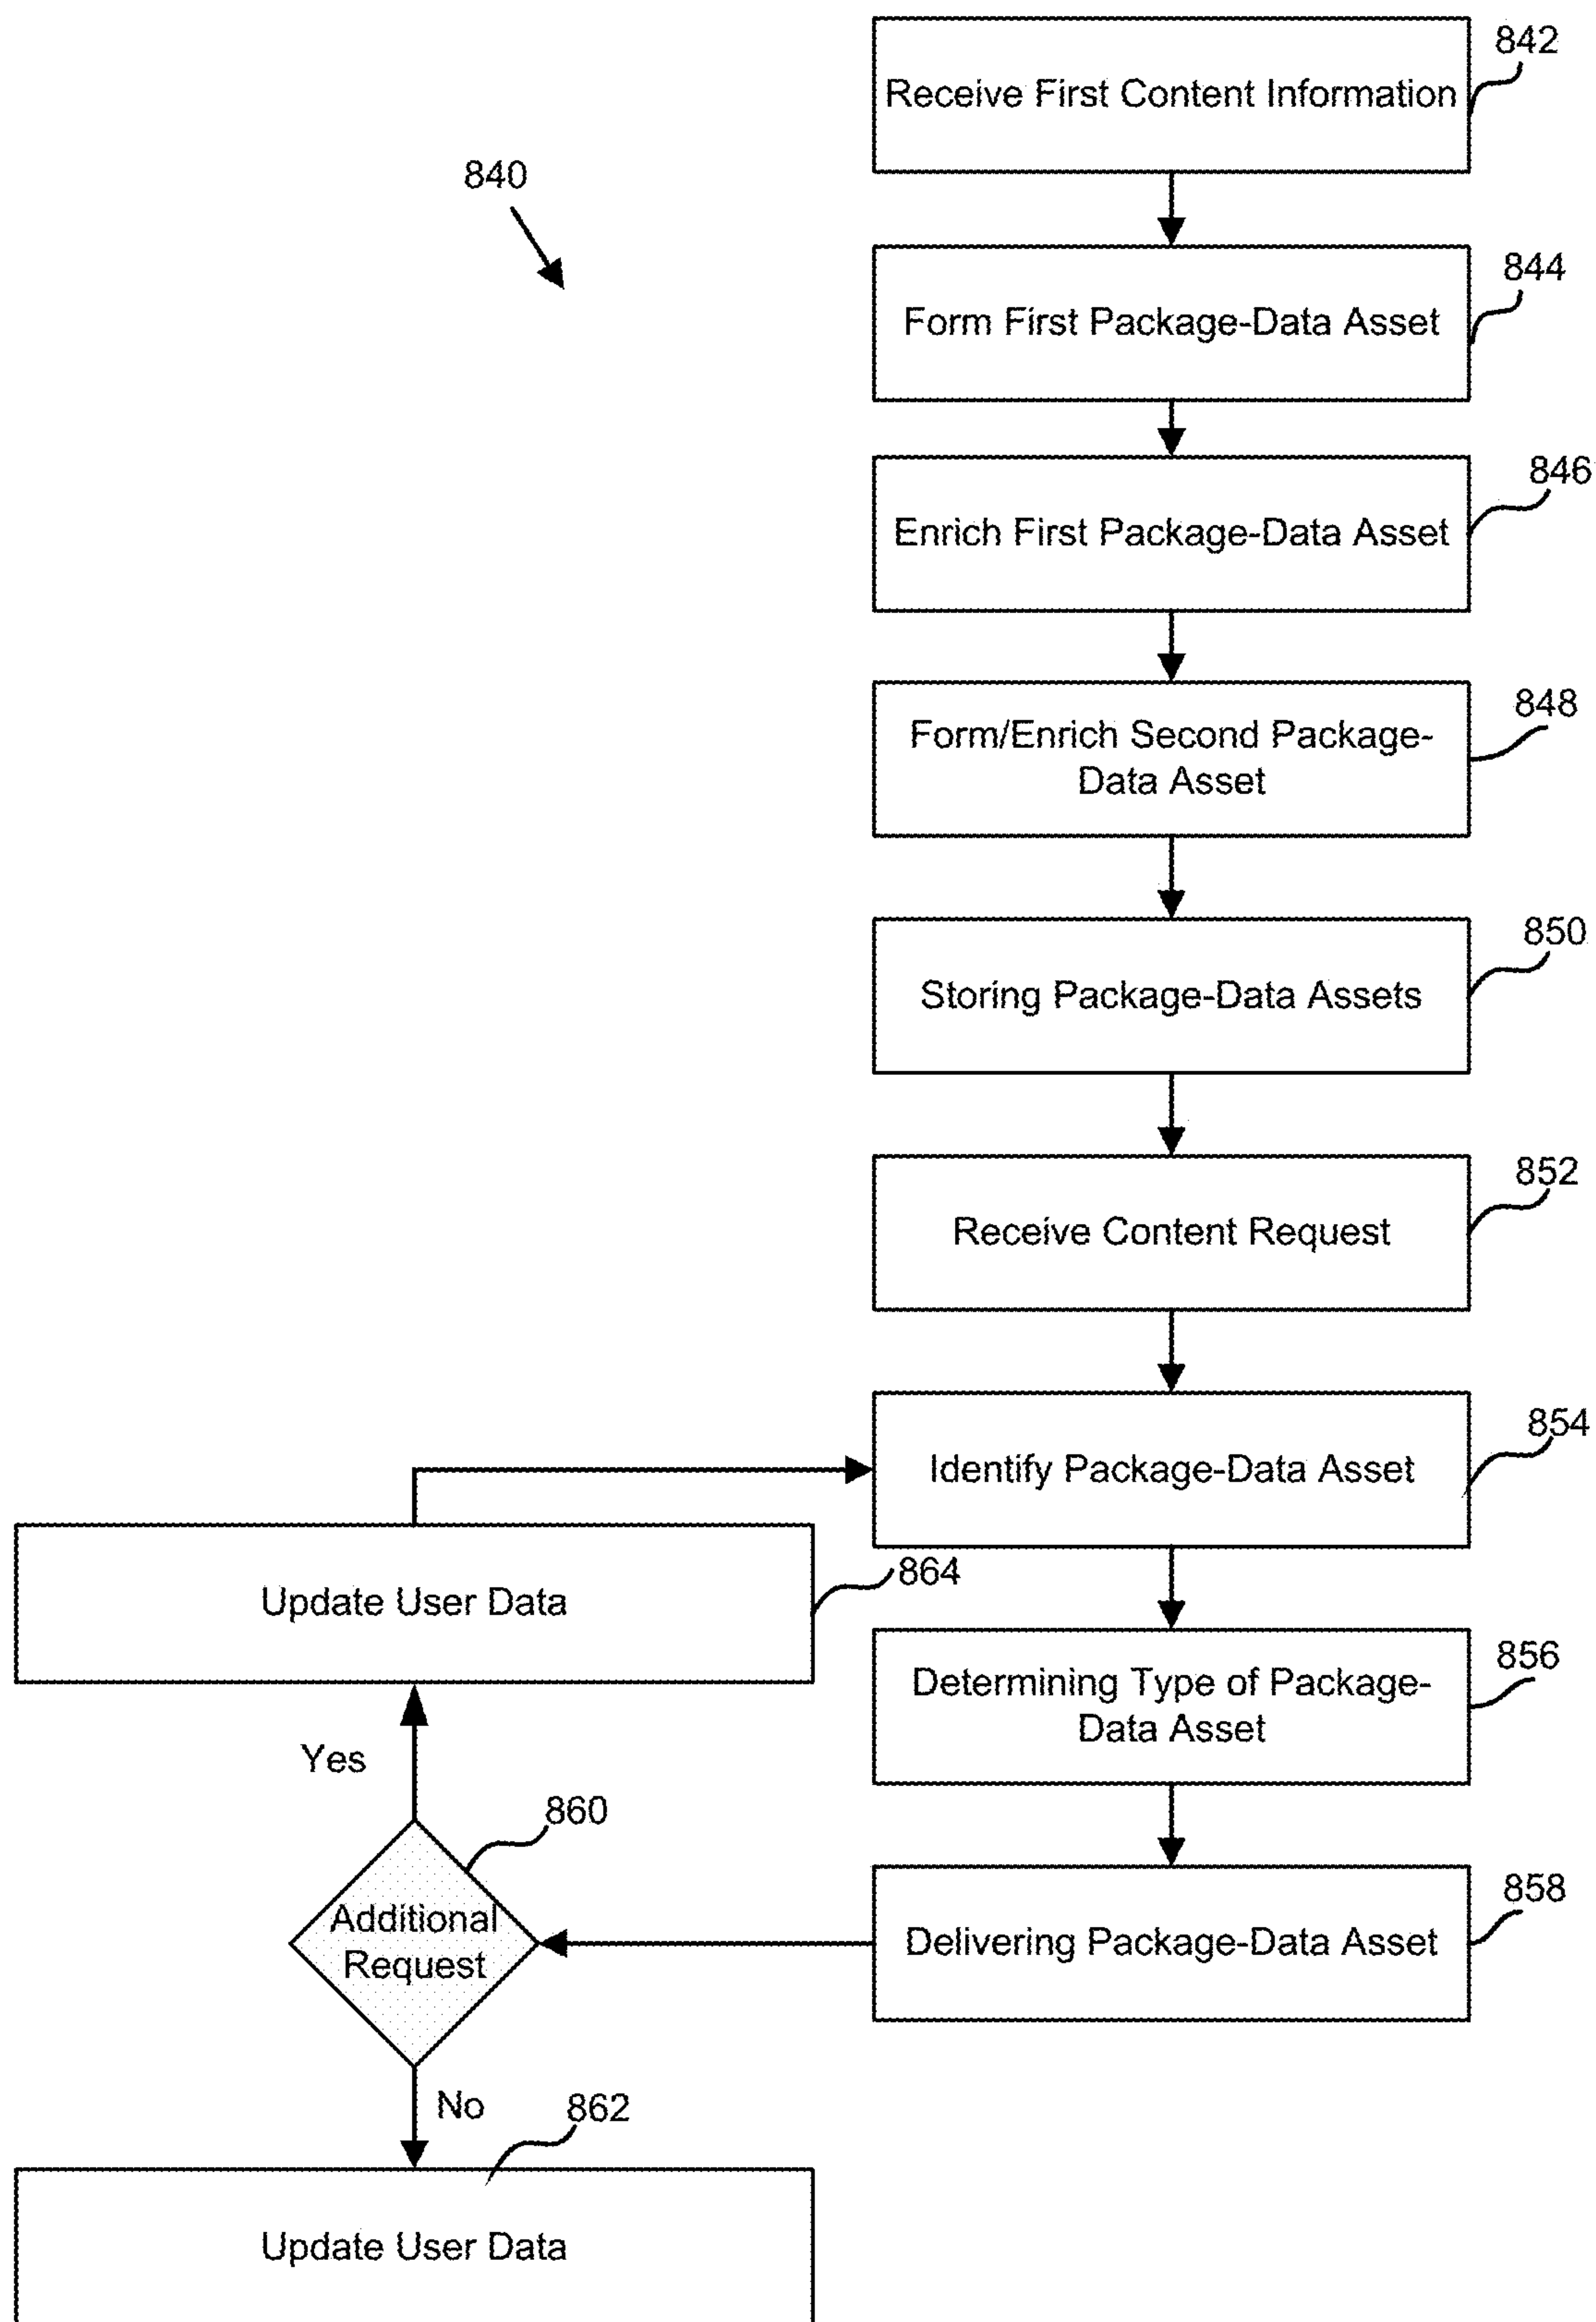 842
Receive First Content Information
840
844
Form First Package-Data Asset
846
Enrich First Package-Data Asset
848
Form/Enrich Second Package-
Data Asset
850
Storing Package-Data Assets
852
Receive Content Request
854
Identify Package-Data Asset
864
Update User Data
856
Determining Type of Package-
Data Asset
Yes
860
858
Additional
Request
Delivering Package-Data Asset
No
862
Update User Data